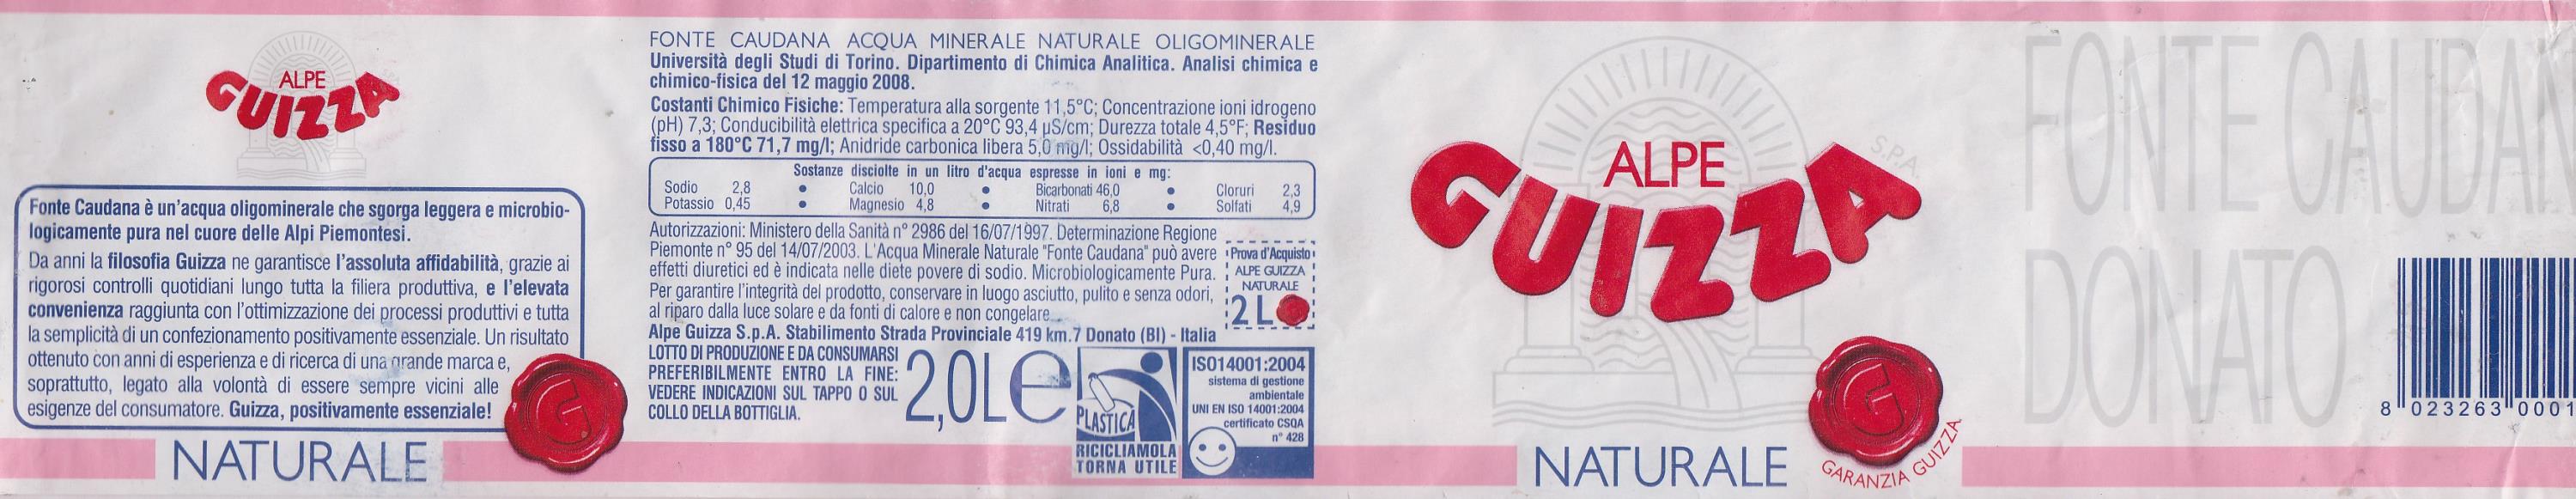 ALPE
GUIZZA
Fonte Caudana è un'acqua oligominerale che sgorga leggera e microbio-
logicamente pura nel cuore delle Alpi Piemontesi.
Da anni la filosofia Guizza ne garantisce l'assoluta affidabilità, grazie ai
rigorosi controlli quotidiani lungo tutta la filiera produttiva, e l'elevata
convenienza raggiunta con l'ottimizzazione dei processi produttivi e tutta
la semplicità di un confezionamento positivamente essenziale. Un risultato
ottenuto con anni di esperienza e di ricerca di una grande marca e,
soprattutto, legato alla volontà di essere sempre vicini alle
esigenze del consumatore. Guizza, positivamente essenziale!
G
NATURALE
FONTE CAUDANA ACQUA MINERALE NATURALE OLIGOMINERALE
Università degli Studi di Torino. Dipartimento di Chimica Analitica. Analisi chimica e
chimico-fisica del 12 maggio 2008.
Costanti Chimico Fisiche: Temperatura alla sorgente 11,5°C; Concentrazione ioni idrogeno
(pH) 7,3; Conducibilità elettrica specifica a 20°C 93,4 µS/cm; Durezza totale 4,5°F; Residuo
fisso a 180°C 71,7 mg/l; Anidride carbonica libera 5,0 mg/l; Ossidabilità <0,40 mg/l.
Sostanze disciolte in un litro d'acqua espresse in ioni e mg:
Sodio 2,8 • Calcio 10,0 • Bicarbonati 46,0 • Cloruri 2,3
Potassio 0,45 • Magnesio 4,8 • Nitrati 6,8 • Solfati 4,9
Autorizzazioni: Ministero della Sanità n° 2986 del 16/07/1997. Determinazione Regione
Piemonte n° 95 del 14/07/2003. L'Acqua Minerale Naturale "Fonte Caudana" può avere
effetti diuretici ed è indicata nelle diete povere di sodio. Microbiologicamente Pura.
Per garantire l'integrità del prodotto, conservare in luogo asciutto, pulito e senza odori,
al riparo dalla luce solare e da fonti di calore e non congelare.
Alpe Guizza S.p.A. Stabilimento Strada Provinciale 419 km.7 Donato (BI) - Italia
Prova d'Acquisto
ALPE GUIZZA
NATURALE
2 L
LOTTO DI PRODUZIONE E DA CONSUMARSI
PREFERIBILMENTE ENTRO LA FINE:
VEDERE INDICAZIONI SUL TAPPO O SUL
COLLO DELLA BOTTIGLIA.
2,0L e
PLASTICA
RICICLIAMOLA
TORNA UTILE
ISO14001:2004
sistema di gestione
ambientale
UNI EN ISO 14001:2004
certificato CSQA
n° 428
ALPE
GUIZZA
S.P.A.
G
GARANZIA GUIZZA
NATURALE
FONTE CAUDAN
DONATO
8 023263 0001